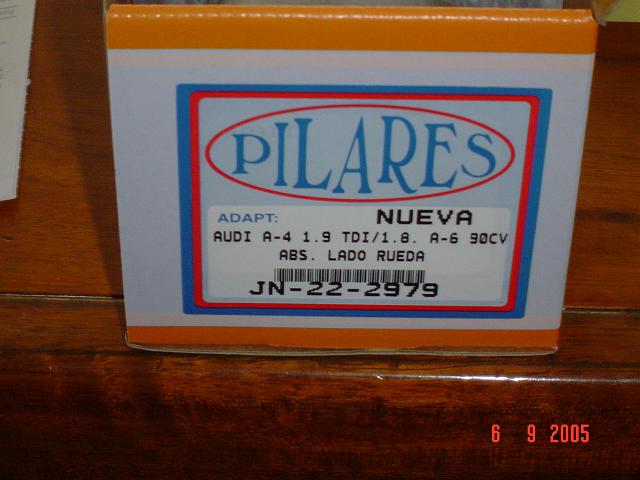 PILARES
ADAPT: NUEVA
AUDI A-4 1.9 TDI/1.8. A-6 90CV
ABS. LADO RUEDA
JN-22-2979
6 9 2005